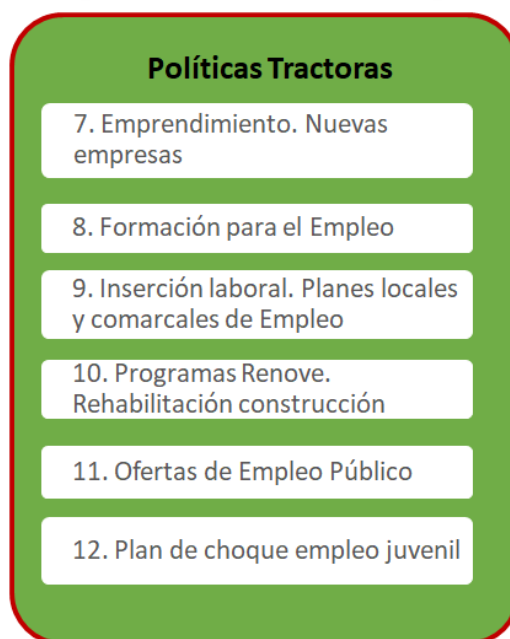 Políticas Tractoras
7. Emprendimiento. Nuevas
empresas
8. Formación para el Empleo
9. Inserción laboral. Planes locales
y comarcales de Empleo
10. Programas Renove.
Rehabilitación construcción
11. Ofertas de Empleo Público
12. Plan de choque empleo juvenil